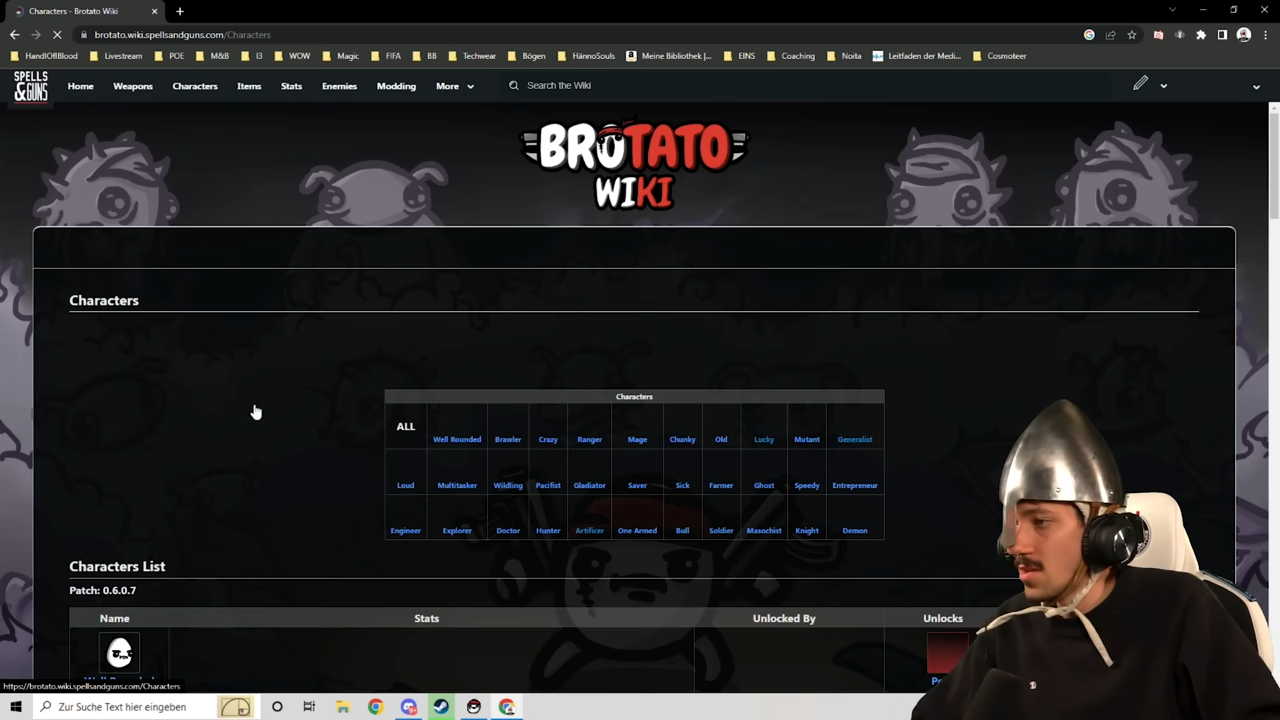 Characters - Brotato Wiki
brotato.wiki.spellsandguns.com/Characters
HandIOfBlood Livestream POE M&B I3 WOW Magic FIFA BB Techwear Bögen HännoSouls Meine Bibliothek |... EINS Coaching Noita Leitfaden der Medi... Cosmoteer
SPELLS &GUNS
Home Weapons Characters Items Stats Enemies Modding More Search the Wiki
BROTATO
WIKI
Characters
Characters
ALL Well Rounded Brawler Crazy Ranger Mage Chunky Old Lucky Mutant Generalist
Loud Multitasker Wildling Pacifist Gladiator Saver Sick Farmer Ghost Speedy Entrepreneur
Engineer Explorer Doctor Hunter Artificer One Armed Bull Soldier Masochist Knight Demon
Characters List
Patch: 0.6.0.7
Name Stats Unlocked By Unlocks
https://brotato.wiki.spellsandguns.com/Characters
Zur Suche Text hier eingeben